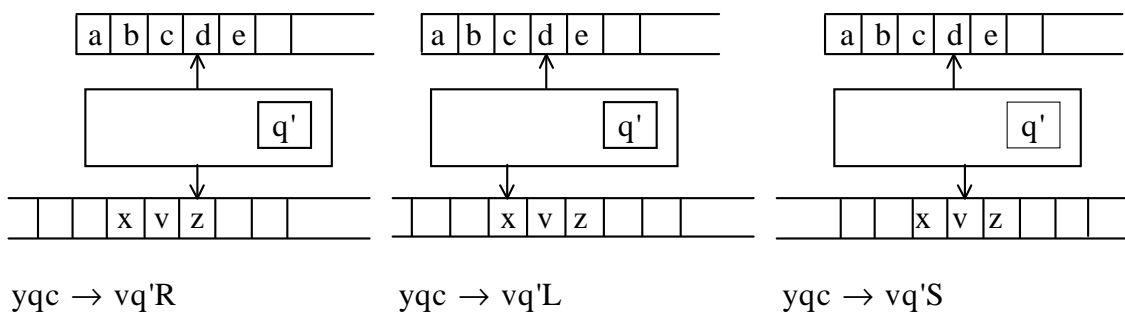 a b c d e a b c d e a b c d e
q' q' q'
x v z x v z x v z
yqc → vq'R yqc → vq'L yqc → vq'S